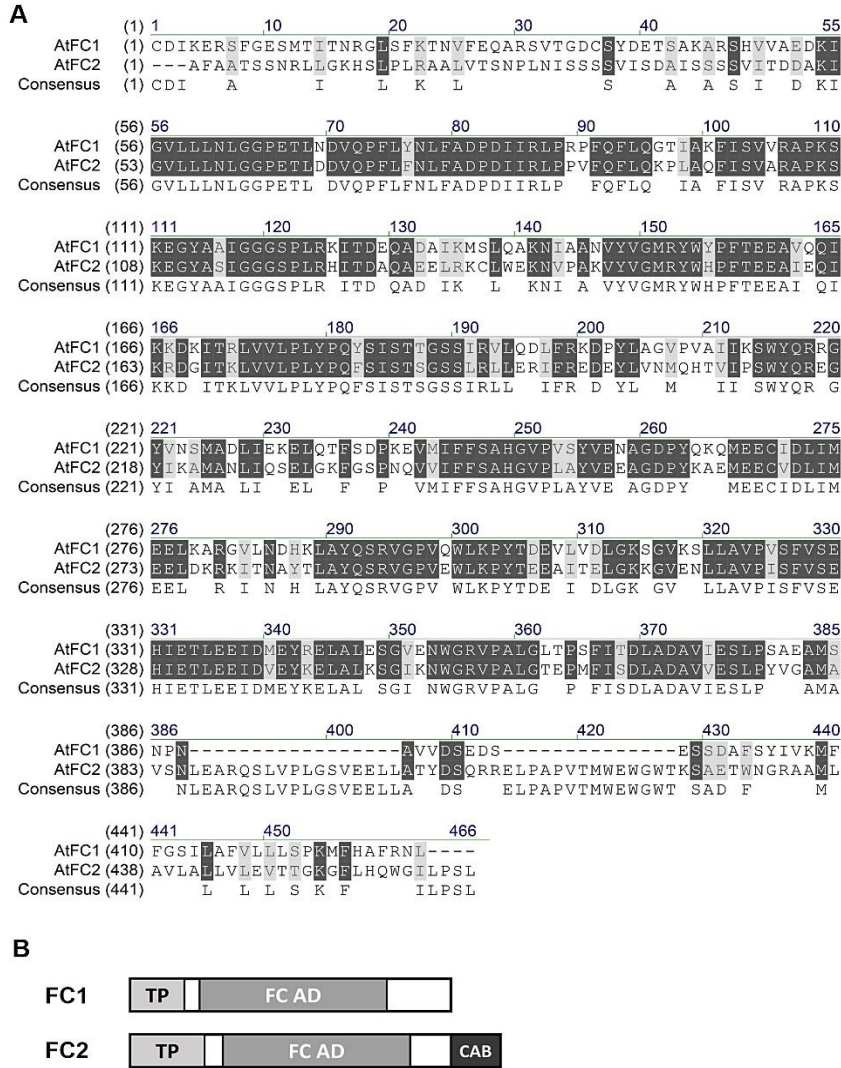 A
(1) 1 10 20 30 40 55
AtFC1 (1) CDIKERSFGESMTITNRGLSFKTNVFEQARSVTGDCSYDETSAKARSHVVAEDKI
AtFC2 (1) ---AFAATSSNRLLGKHSLPLRAALVTSNPLNISSSSVISDAISSSSVITDDAKI
Consensus (1) CDI A I L K L S A A S I D KI
(56) 56 70 80 90 100 110
AtFC1 (56) GVLLLNLGGPETLNDVQPFLYNLFADPDIIRLPRPFQFLQGTIAKFISVVRAPKS
AtFC2 (53) GVLLLNLGGPETLDDVQPFLFNLFADPDIIRLPPVFQFLQKPLAQFISVARAPKS
Consensus (56) GVLLLNLGGPETL DVQPFLFNLFADPDIIRLP FQFLQ IA FISV RAPKS
(111) 111 120 130 140 150 165
AtFC1 (111) KEGYAAIGGGSPLRKITDEQADAIKMSLQAKNIAANVYVGMRYWYPFTEEAVQQI
AtFC2 (108) KEGYASIGGGSPLRHITDAQAEELRKCLWEKNVPAKVYVGMRYWHPFTEEAIEQI
Consensus (111) KEGYAAIGGGSPLR ITD QAD IK L KNI A VYVGMRYWHPFTEEAI QI
(166) 166 180 190 200 210 220
AtFC1 (166) KKDKITRLVVLPLYPQYSISTTGSSIRVLQDLFRKDPYLAGVPVAIIKSWYQRRG
AtFC2 (163) KRDGITKLVVLPLYPQFSISTSGSSLRLLERIFREDEYLVNMQHTVIPSWYQREG
Consensus (166) KKD ITKLVVLPLYPQFSISTSGSSIRLL IFR D YL M II SWYQR G
(221) 221 230 240 250 260 275
AtFC1 (221) YVNSMADLIEKELQTFSDPKEVMIFFSAHGVPVSYVENAGDPYQKQMEECIDLIM
AtFC2 (218) YIKAMANLIQSELGKFGSPNQVVIFFSAHGVPLAYVEEAGDPYKAEMEECVDLIM
Consensus (221) YI AMA LI EL F P VMIFFSAHGVPLAYVE AGDPY MEECIDLIM
(276) 276 290 300 310 320 330
AtFC1 (276) EELKARGVLNDHKLAYQSRVGPVQWLKPYTDEVLVDLGKSGVKSLLAVPVSFVSE
AtFC2 (273) EELDKRKITNAYTLAYQSRVGPVEWLKPYTEEAITELGKKGVENLLAVPISFVSE
Consensus (276) EEL R I N H LAYQSRVGPV WLKPYTDE I DLGK GV LLAVPISFVSE
(331) 331 340 350 360 370 385
AtFC1 (331) HIETLEEIDMEYRELALESGVENWGRVPALGLTPSFITDLADAVIESLPSAEAMS
AtFC2 (328) HIETLEEIDVEYKELALKSGIKNWGRVPALGTEPMFISDLADAVVESLPYVGAMA
Consensus (331) HIETLEEIDMEYKELAL SGI NWGRVPALG P FISDLADAVIESLP AMA
(386) 386 400 410 420 430 440
AtFC1 (386) NPN-----------------AVVDSEDS--------------ESSDAFSYIVKMF
AtFC2 (383) VSNLEARQSLVPLGSVEELLATYDSQRRELPAPVTMWEWGWTKSAETWNGRAAML
Consensus (386) NLEARQSLVPLGSVEELLA DS ELPAPVTMWEWGWT SAD F M
(441) 441 450 466
AtFC1 (410) FGSILAFVLLLSPKMFHAFRNL----
AtFC2 (438) AVLALLVLEVTTGKGFLHQWGILPSL
Consensus (441) L L L S K F ILPSL
B
FC1 TP FC AD
FC2 TP FC AD CAB